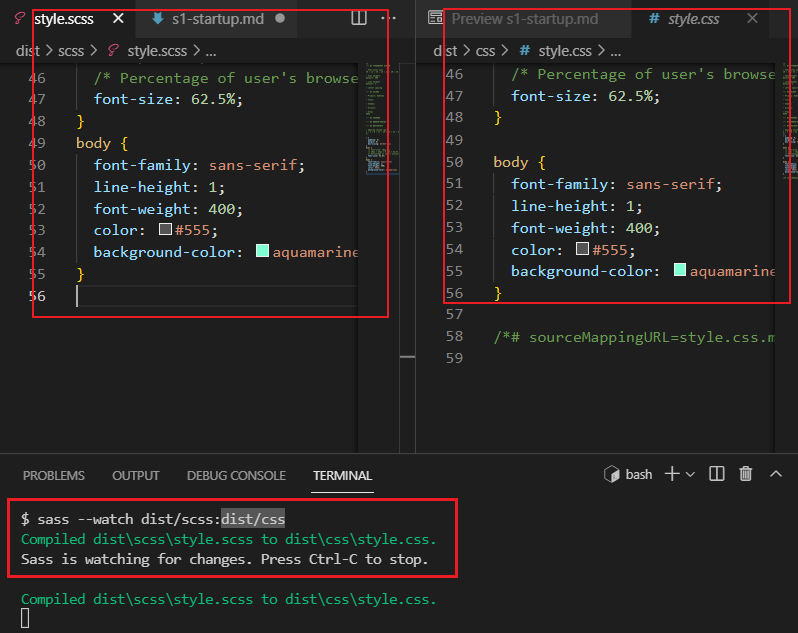 style.scss
s1-startup.md
dist > scss > style.scss > ...
46 /* Percentage of user's browse
47 font-size: 62.5%;
48 }
49 body {
50 font-family: sans-serif;
51 line-height: 1;
52 font-weight: 400;
53 color: #555;
54 background-color: aquamarine
55 }
56
Preview s1-startup.md
# style.css
dist > css > # style.css > ...
46 /* Percentage of user's browse
47 font-size: 62.5%;
48 }
49
50 body {
51 font-family: sans-serif;
52 line-height: 1;
53 font-weight: 400;
54 color: #555;
55 background-color: aquamarine
56 }
57
58 /*# sourceMappingURL=style.css.m
59
PROBLEMS OUTPUT DEBUG CONSOLE TERMINAL
bash
$ sass --watch dist/scss:dist/css
Compiled dist\scss\style.scss to dist\css\style.css.
Sass is watching for changes. Press Ctrl-C to stop.
Compiled dist\scss\style.scss to dist\css\style.css.